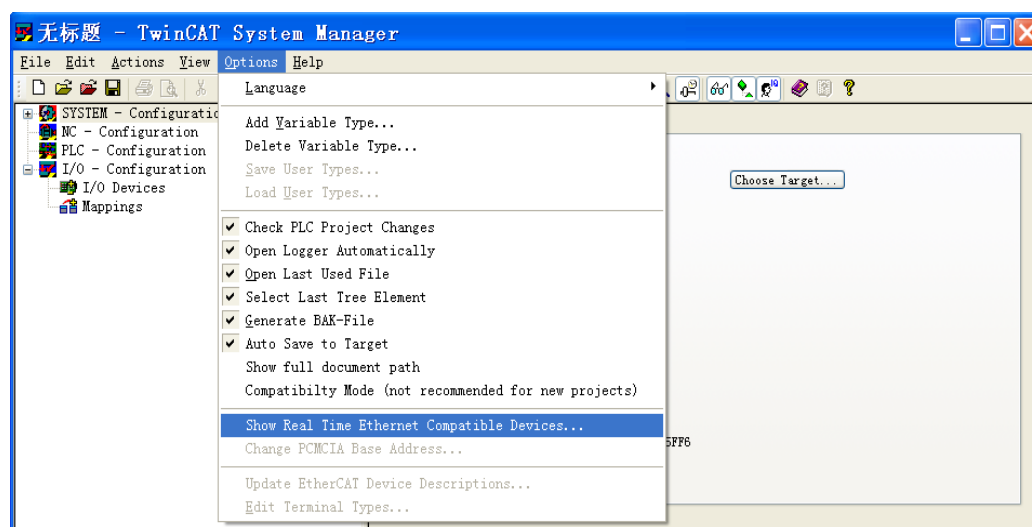 无标题 - TwinCAT System Manager
File Edit Actions View Options Help
Language
SYSTEM - Configuratio
NC - Configuration
PLC - Configuration
I/O - Configuration
I/O Devices
Mappings
Add Variable Type...
Delete Variable Type...
Save User Types...
Load User Types...
Check PLC Project Changes
Open Logger Automatically
Open Last Used File
Select Last Tree Element
Generate BAK-File
Auto Save to Target
Show full document path
Compatibilty Mode (not recommended for new projects)
Show Real Time Ethernet Compatible Devices...
Change PCMCIA Base Address...
Update EtherCAT Device Descriptions...
Edit Terminal Types...
Choose Target...
5FF6